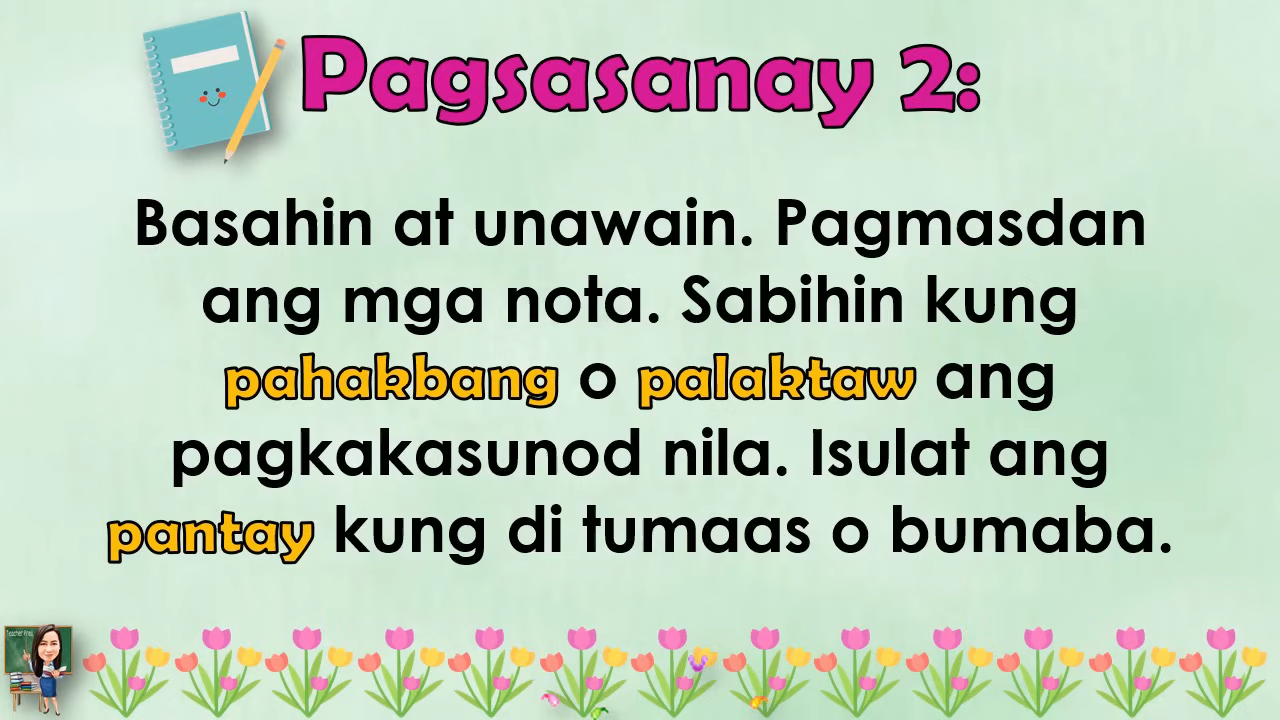 Pagsasanay 2:
Basahin at unawain. Pagmasdan
ang mga nota. Sabihin kung
pahakbang o palaktaw ang
pagkakasunod nila. Isulat ang
pantay kung di tumaas o bumaba.